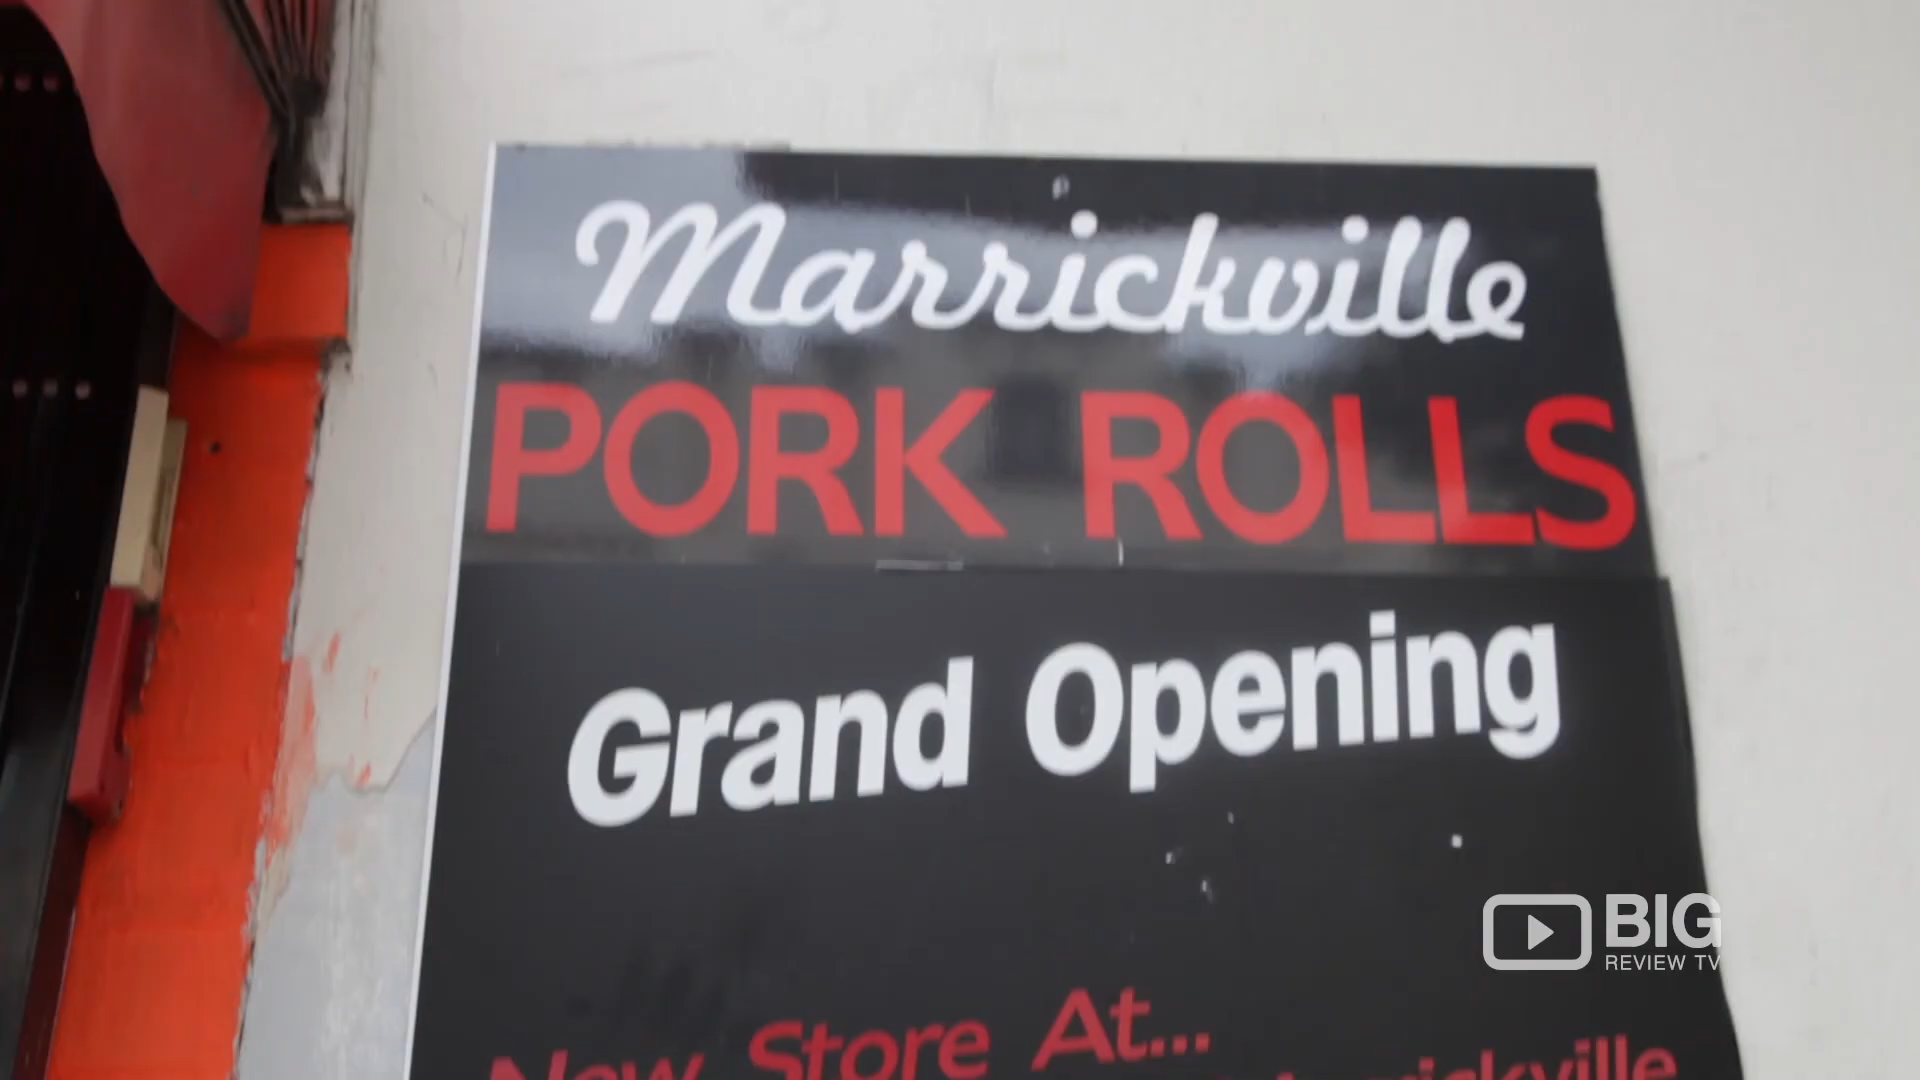 Marrickville
PORK ROLLS
Grand Opening
New Store At...
BIG
REVIEW TV